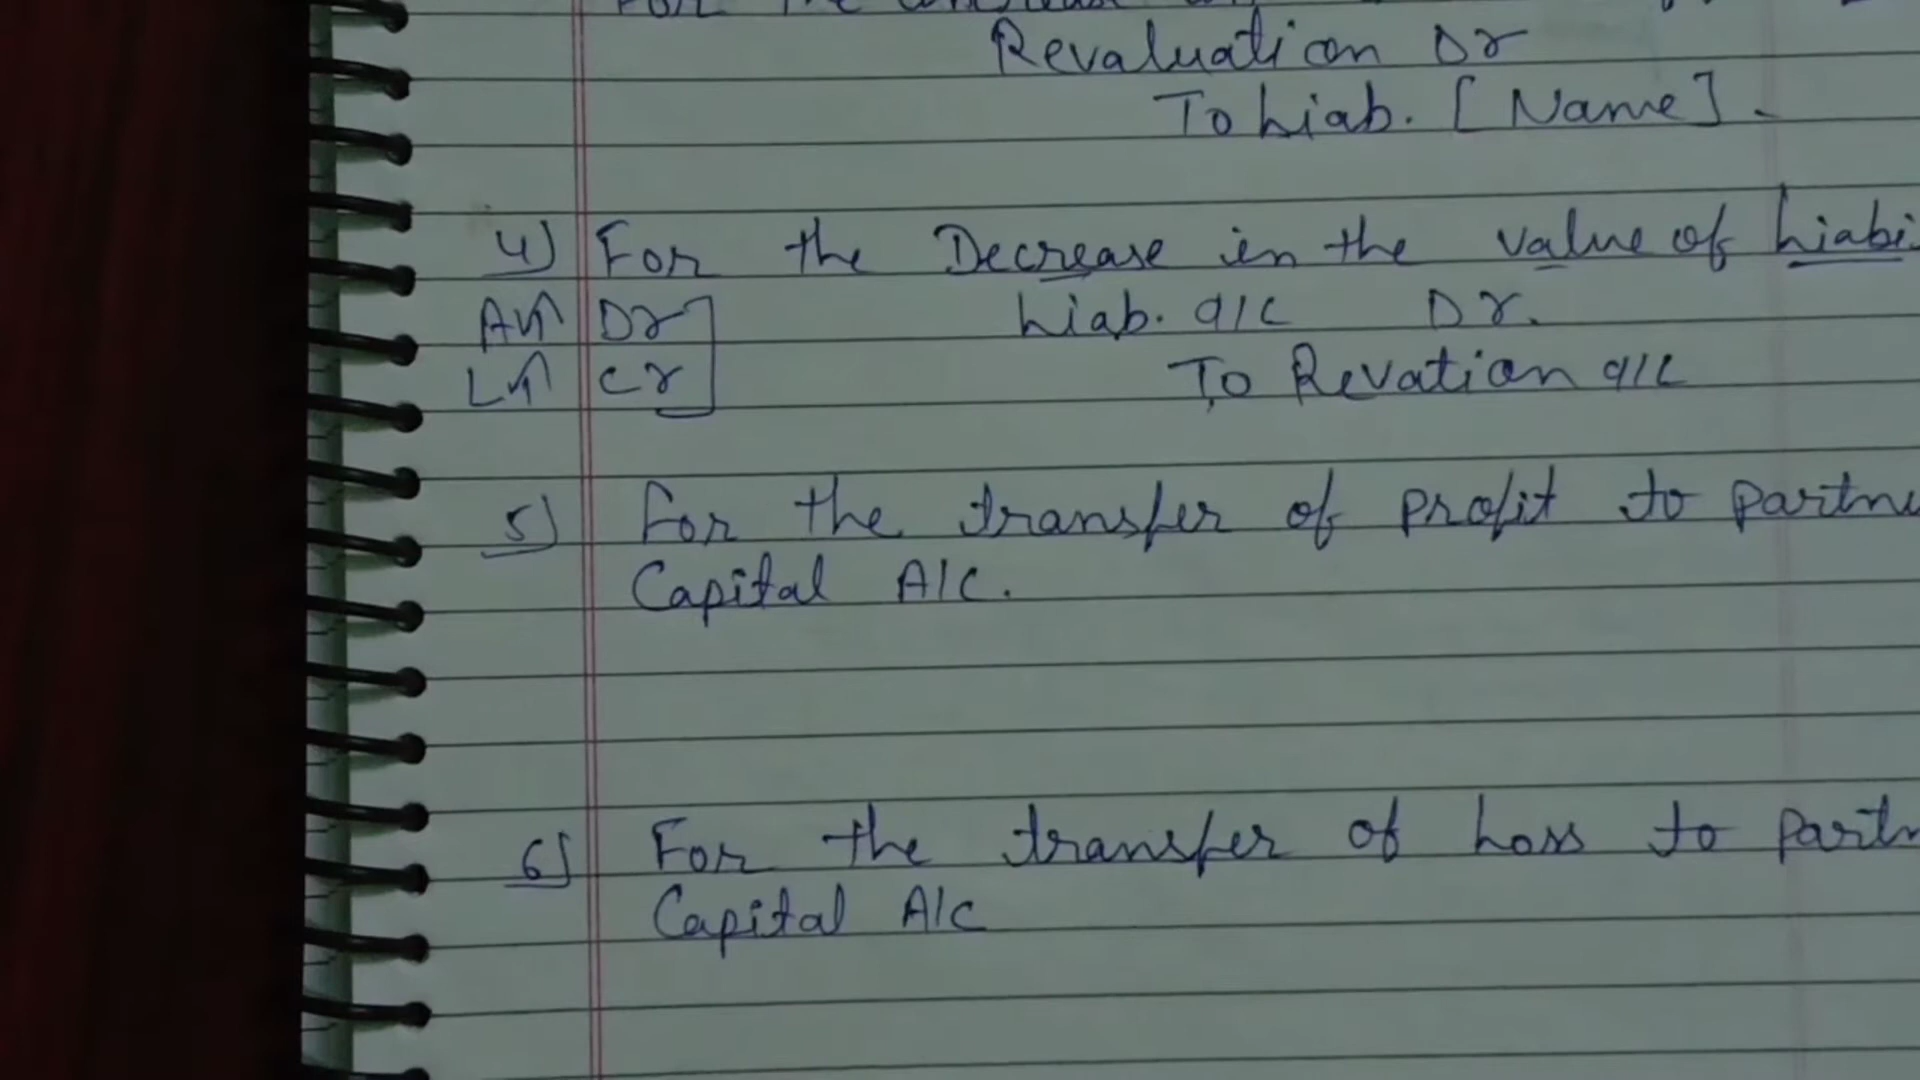 For the
Revaluation Dr
To Liab. [Name].
4) For the Decrease in the value of Liabi
A↑ Dr Liab. a/c Dr.
L↑ Cr To Revation a/c
5) For the transfer of profit to partne
Capital A/C.
6) For the transfer of Loss to partn
Capital A/C